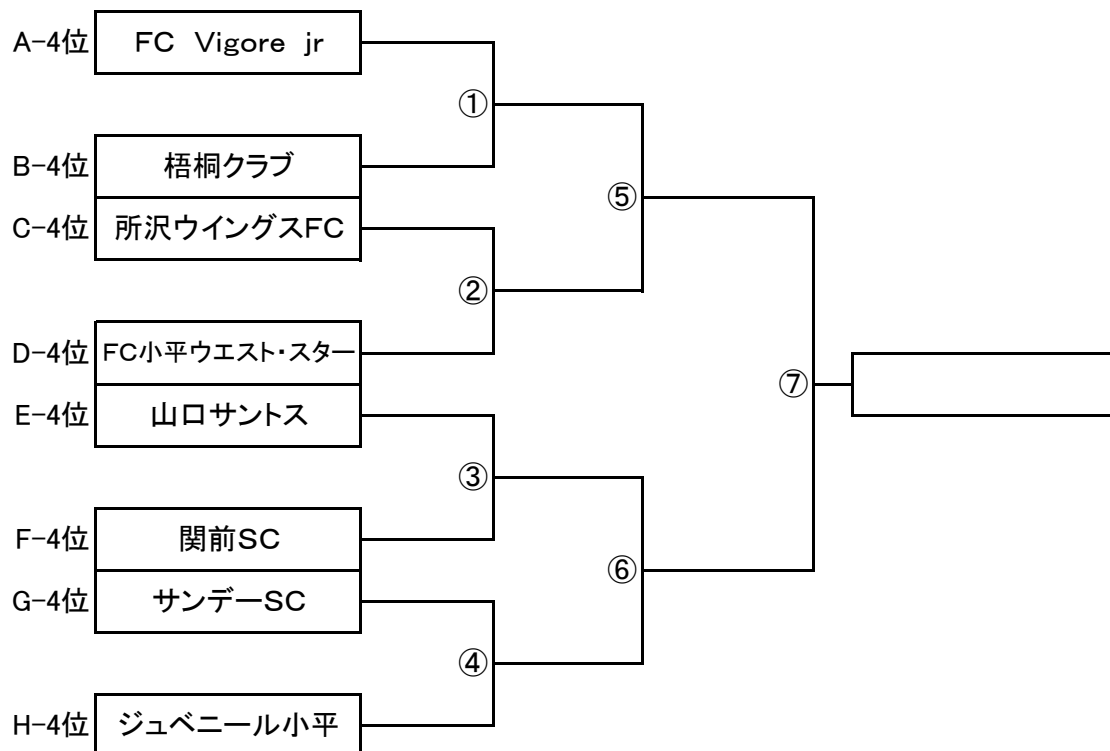 A-4位 FC Vigore jr
①
B-4位 梧桐クラブ
⑤
C-4位 所沢ウイングスFC
②
D-4位 FC小平ウエスト・スター
⑦
E-4位 山口サントス
③
F-4位 関前SC
⑥
G-4位 サンデーSC
④
H-4位 ジュベニール小平